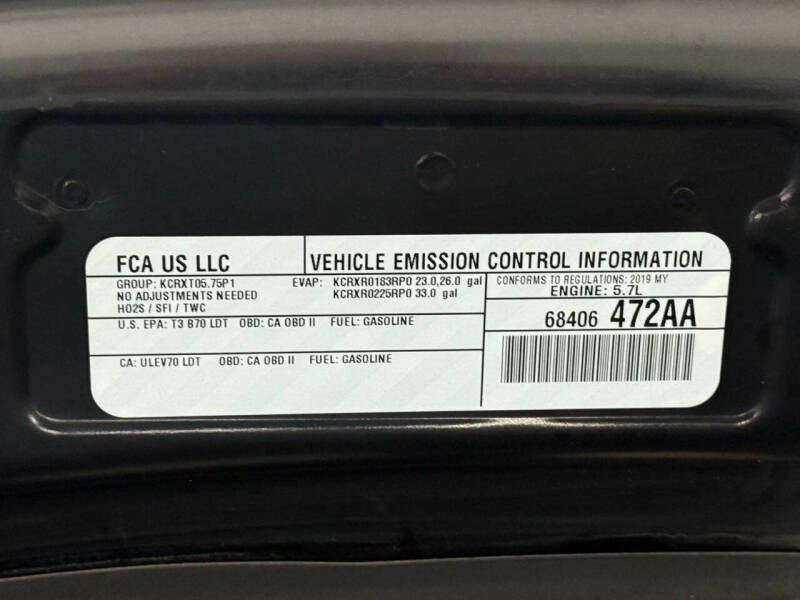 FCA US LLC
VEHICLE EMISSION CONTROL INFORMATION
GROUP: KCRXT05.75P1
NO ADJUSTMENTS NEEDED
HO2S / SFI / TWC
EVAP: KCRXR0183RP0 23.0,26.0 gal
KCRXR0225RP0 33.0 gal
CONFORMS TO REGULATIONS: 2019 MY
ENGINE: 5.7L
U.S. EPA: T3 B70 LDT OBD: CA OBD II FUEL: GASOLINE
68406 472AA
CA: ULEV70 LDT OBD: CA OBD II FUEL: GASOLINE